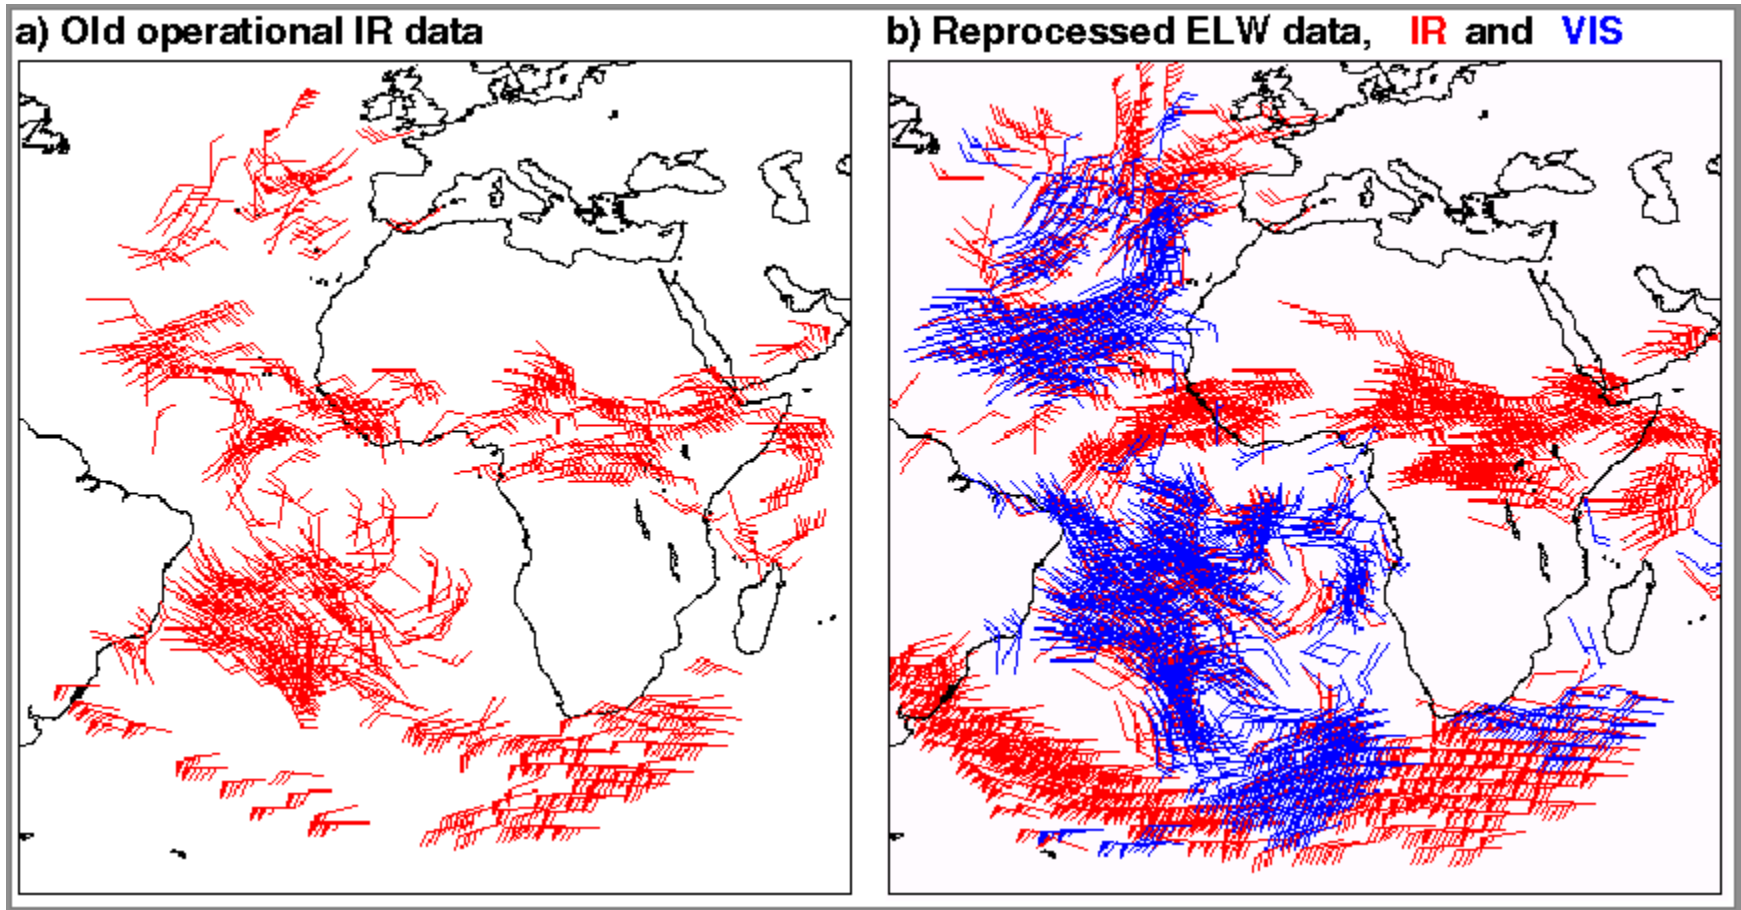 a) Old operational IR data
b) Reprocessed ELW data, IR and VIS